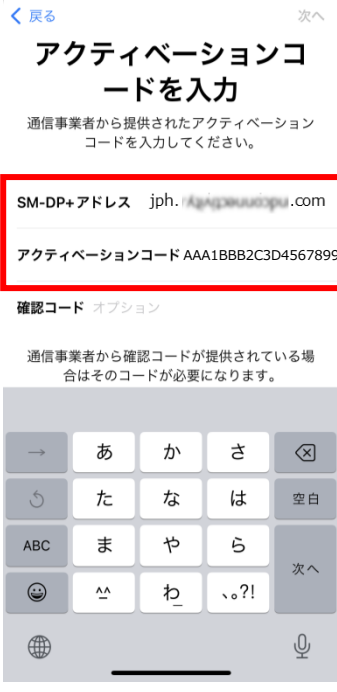 戻る 次へ
アクティベーションコ
ードを入力
通信事業者から提供されたアクティベーション
コードを入力してください。
SM-DP+アドレス jph. .com
アクティベーションコード AAA1BBB2C3D4567899
確認コード オプション
通信事業者から確認コードが提供されている場
合はそのコードが必要になります。
→ あ か さ
た な は 空白
ABC ま や ら
次へ
^^ わ_ 、。?!